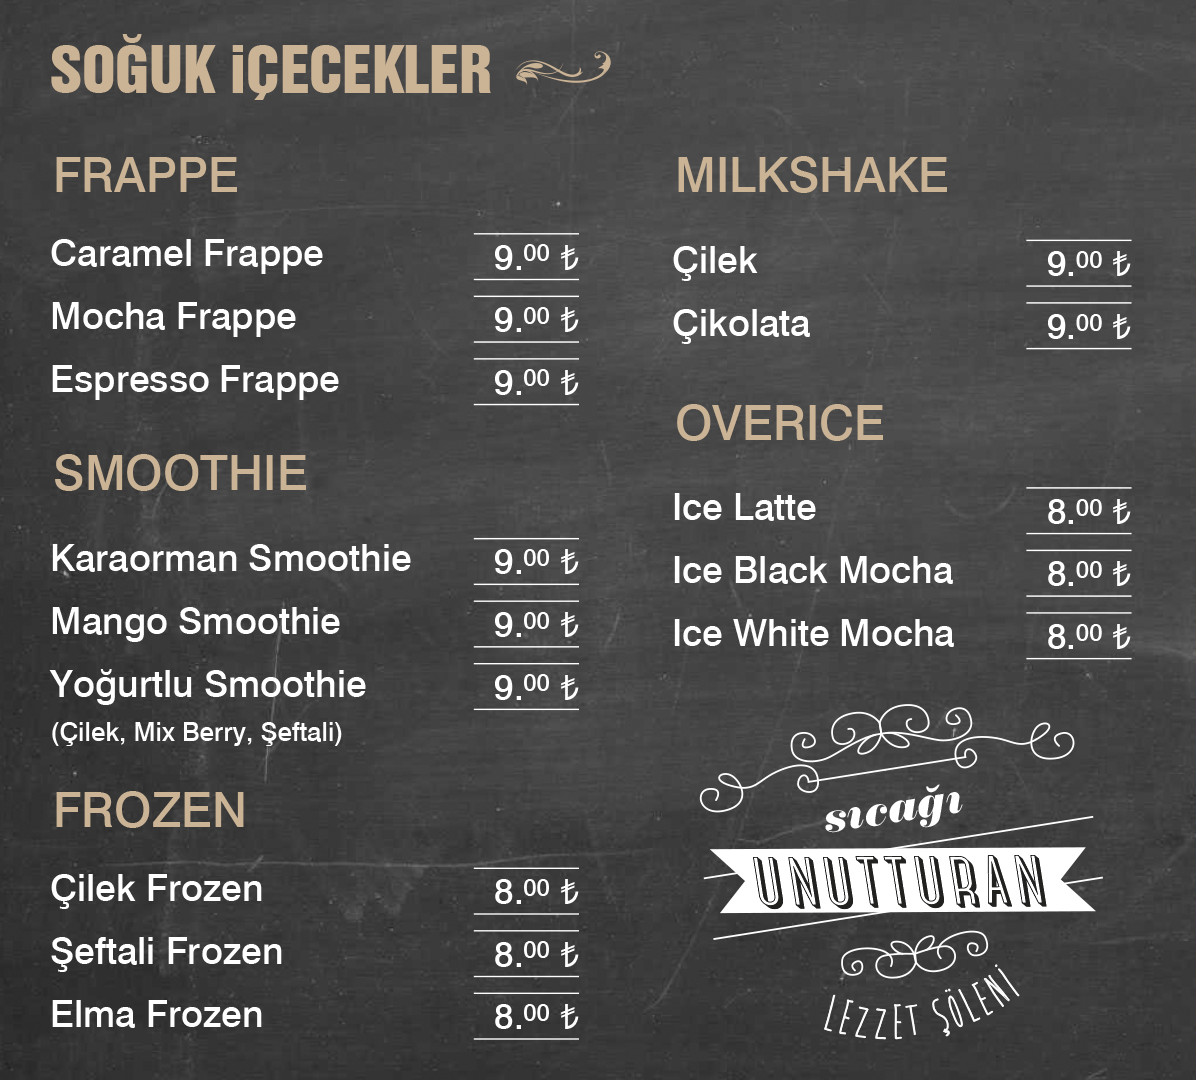 SOĞUK iÇECEKLER
FRAPPE
Caramel Frappe 9.00 ₺
Mocha Frappe 9.00 ₺
Espresso Frappe 9.00 ₺
SMOOTHIE
Karaorman Smoothie 9.00 ₺
Mango Smoothie 9.00 ₺
Yoğurtlu Smoothie 9.00 ₺
(Çilek, Mix Berry, Şeftali)
FROZEN
Çilek Frozen 8.00 ₺
Şeftali Frozen 8.00 ₺
Elma Frozen 8.00 ₺
MILKSHAKE
Çilek 9.00 ₺
Çikolata 9.00 ₺
OVERICE
Ice Latte 8.00 ₺
Ice Black Mocha 8.00 ₺
Ice White Mocha 8.00 ₺
sıcağı
UNUTTURAN
LEZZET ŞÖLENİ